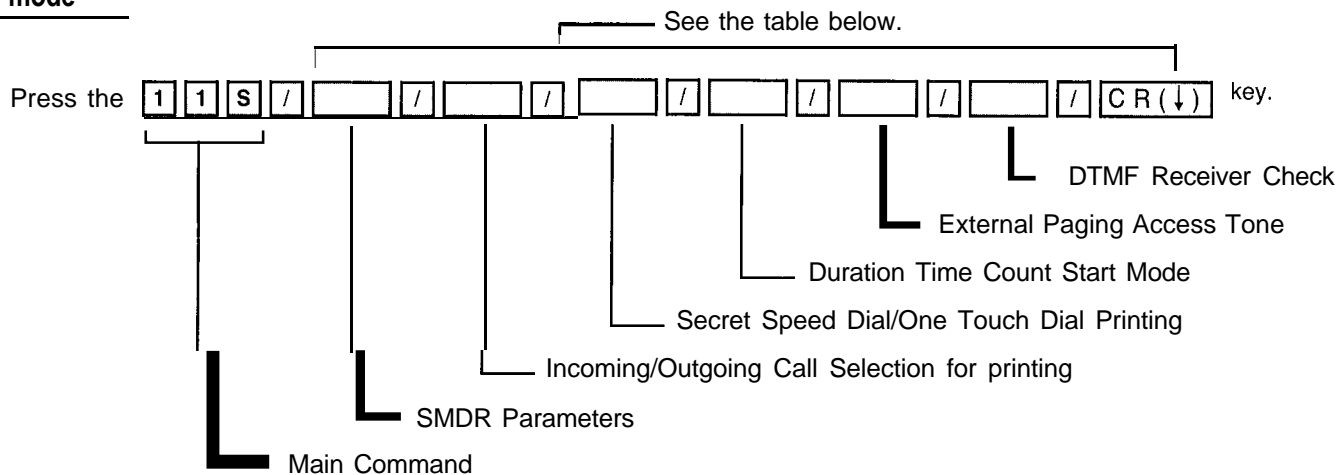 mode
See the table below.
Press the 1 1 S / / / / / / / CR(↓) key.
DTMF Receiver Check
External Paging Access Tone
Duration Time Count Start Mode
Secret Speed Dial/One Touch Dial Printing
Incoming/Outgoing Call Selection for printing
SMDR Parameters
Main Command